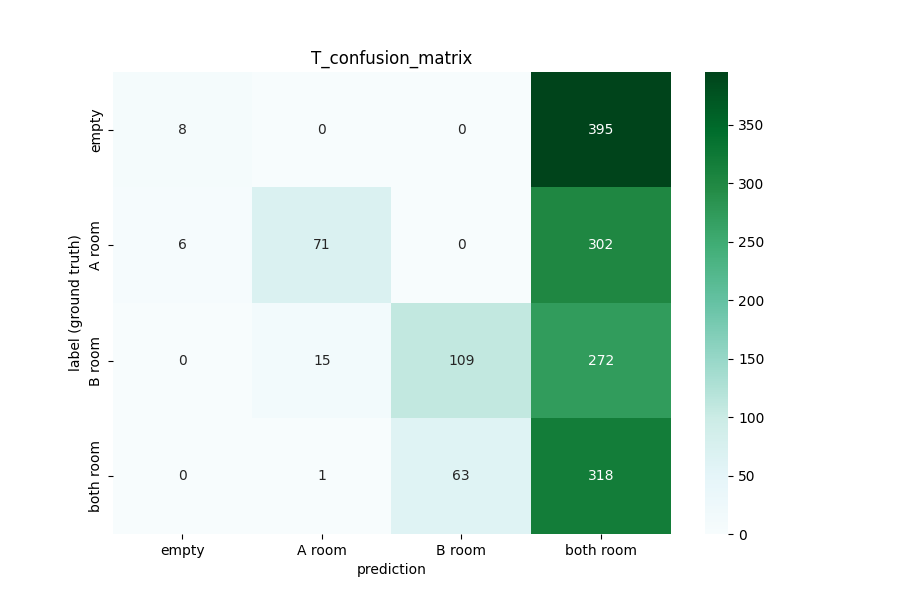 T_confusion_matrix
label (ground truth)
empty 8 0 0 395
A room 6 71 0 302
B room 0 15 109 272
both room 0 1 63 318
empty A room B room both room
prediction
350
300
250
200
150
100
50
0